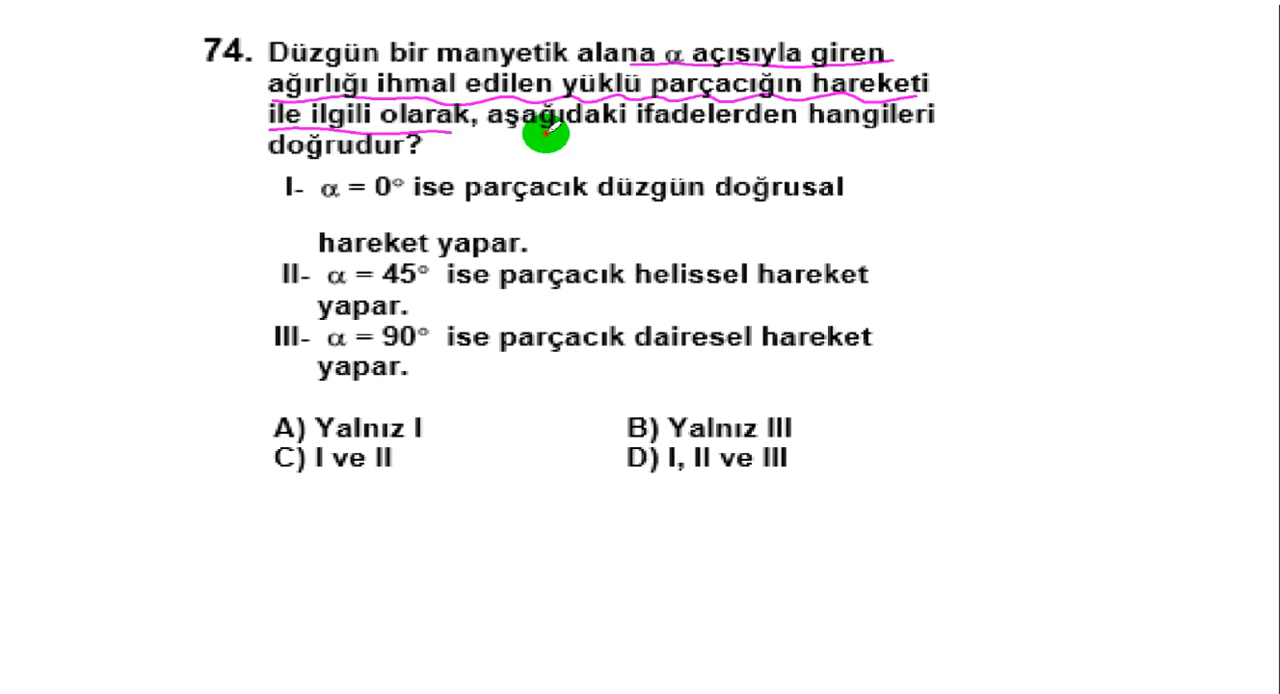 74. Düzgün bir manyetik alana α açısıyla giren
ağırlığı ihmal edilen yüklü parçacığın hareketi
ile ilgili olarak, aşağıdaki ifadelerden hangileri
doğrudur?
I- α = 0° ise parçacık düzgün doğrusal
hareket yapar.
II- α = 45° ise parçacık helissel hareket
yapar.
III- α = 90° ise parçacık dairesel hareket
yapar.
A) Yalnız I B) Yalnız III
C) I ve II D) I, II ve III